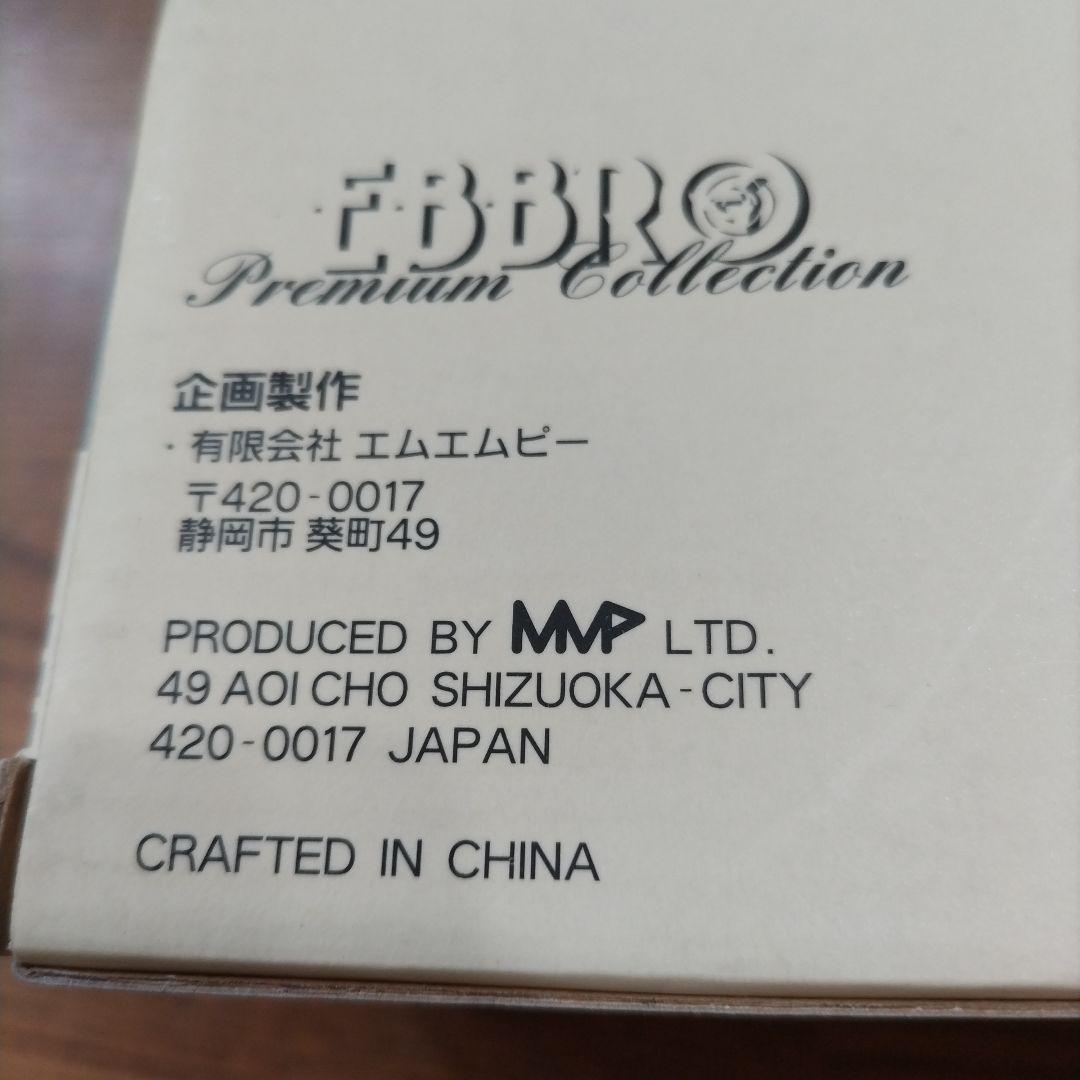 EBBRO
Premium Collection
企画製作
・有限会社 エムエムピー
〒420-0017
静岡市 葵町49
PRODUCED BY MMP LTD.
49 AOI CHO SHIZUOKA-CITY
420-0017 JAPAN
CRAFTED IN CHINA